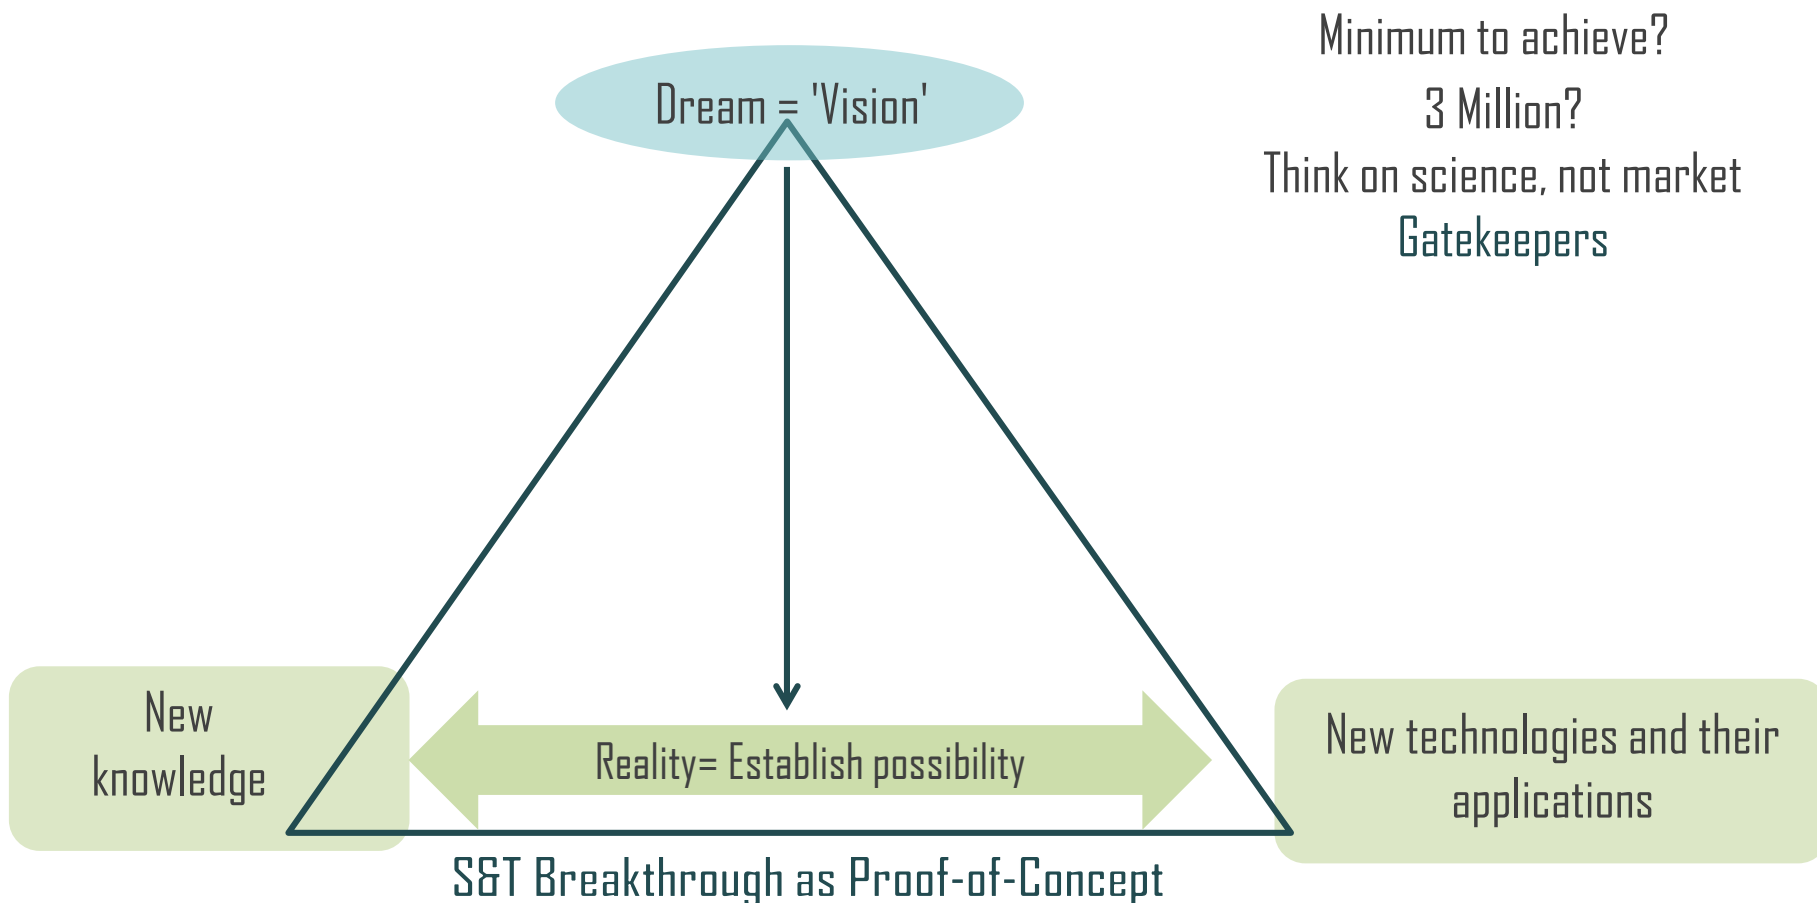 Minimum to achieve?
3 Million?
Think on science, not market
Gatekeepers
Dream = 'Vision'
New
knowledge
Reality= Establish possibility
New technologies and their
applications
S&T Breakthrough as Proof-of-Concept